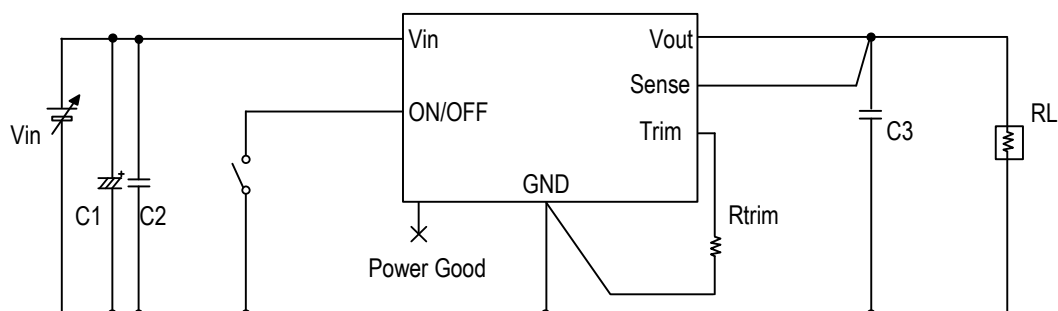 Vin
Vout
Sense
ON/OFF
Trim
GND
Power Good
Vin
C1
+
C2
Rtrim
C3
RL